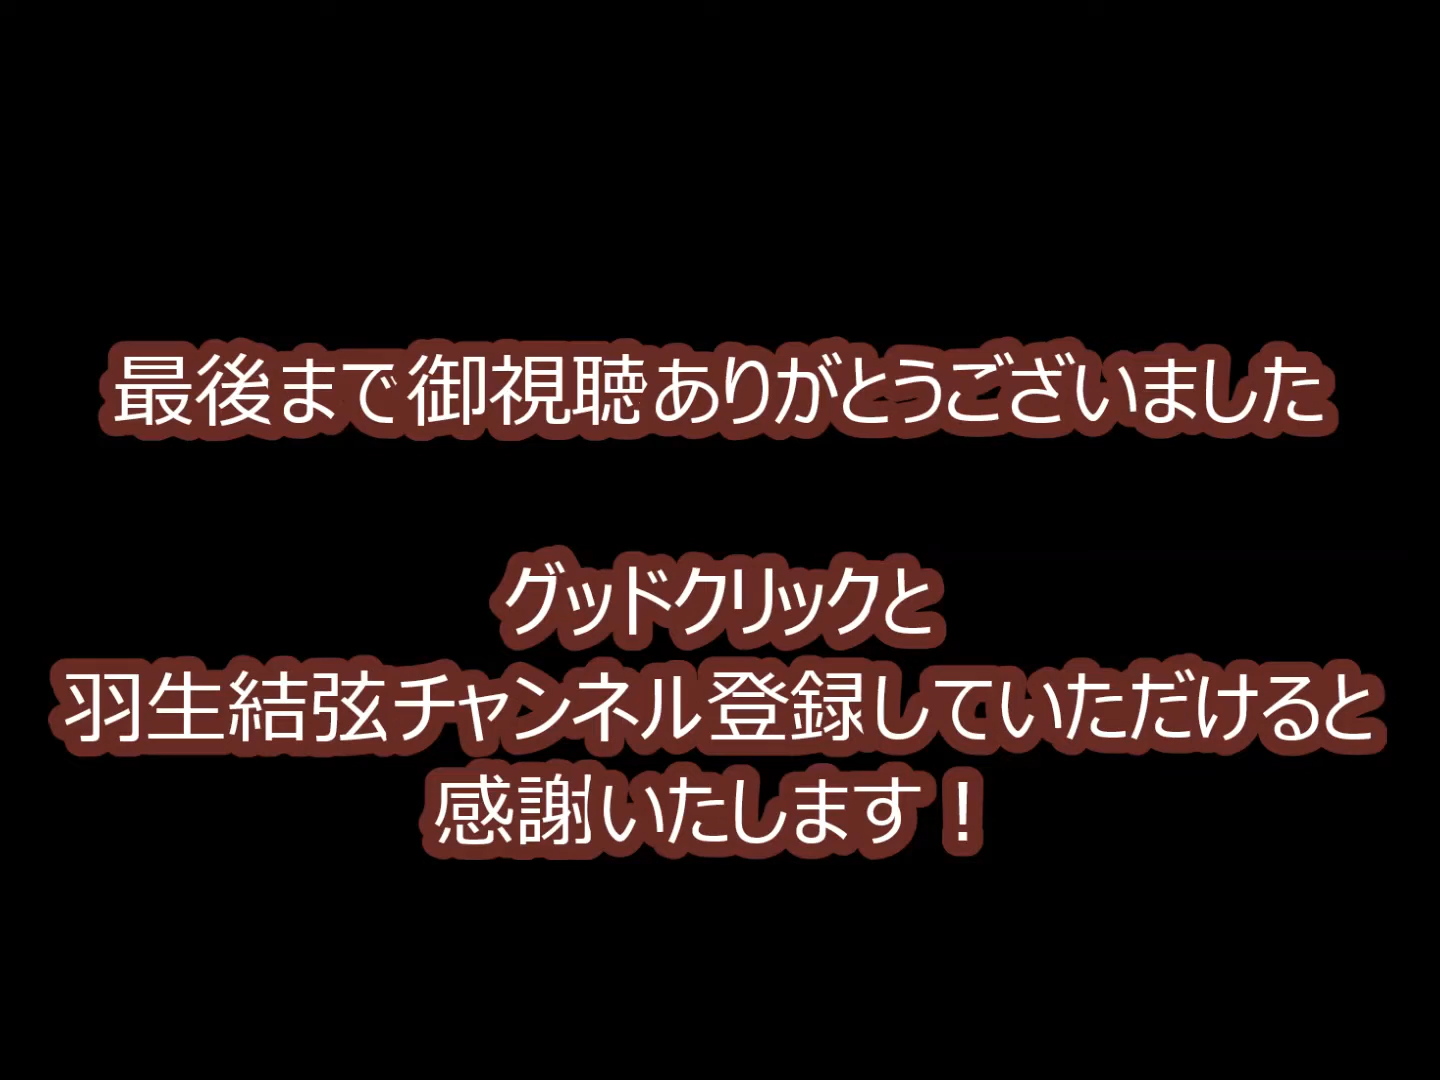 最後まで御視聴ありがとうございました
グッドクリックと
羽生結弦チャンネル登録していただけると
感謝いたします！